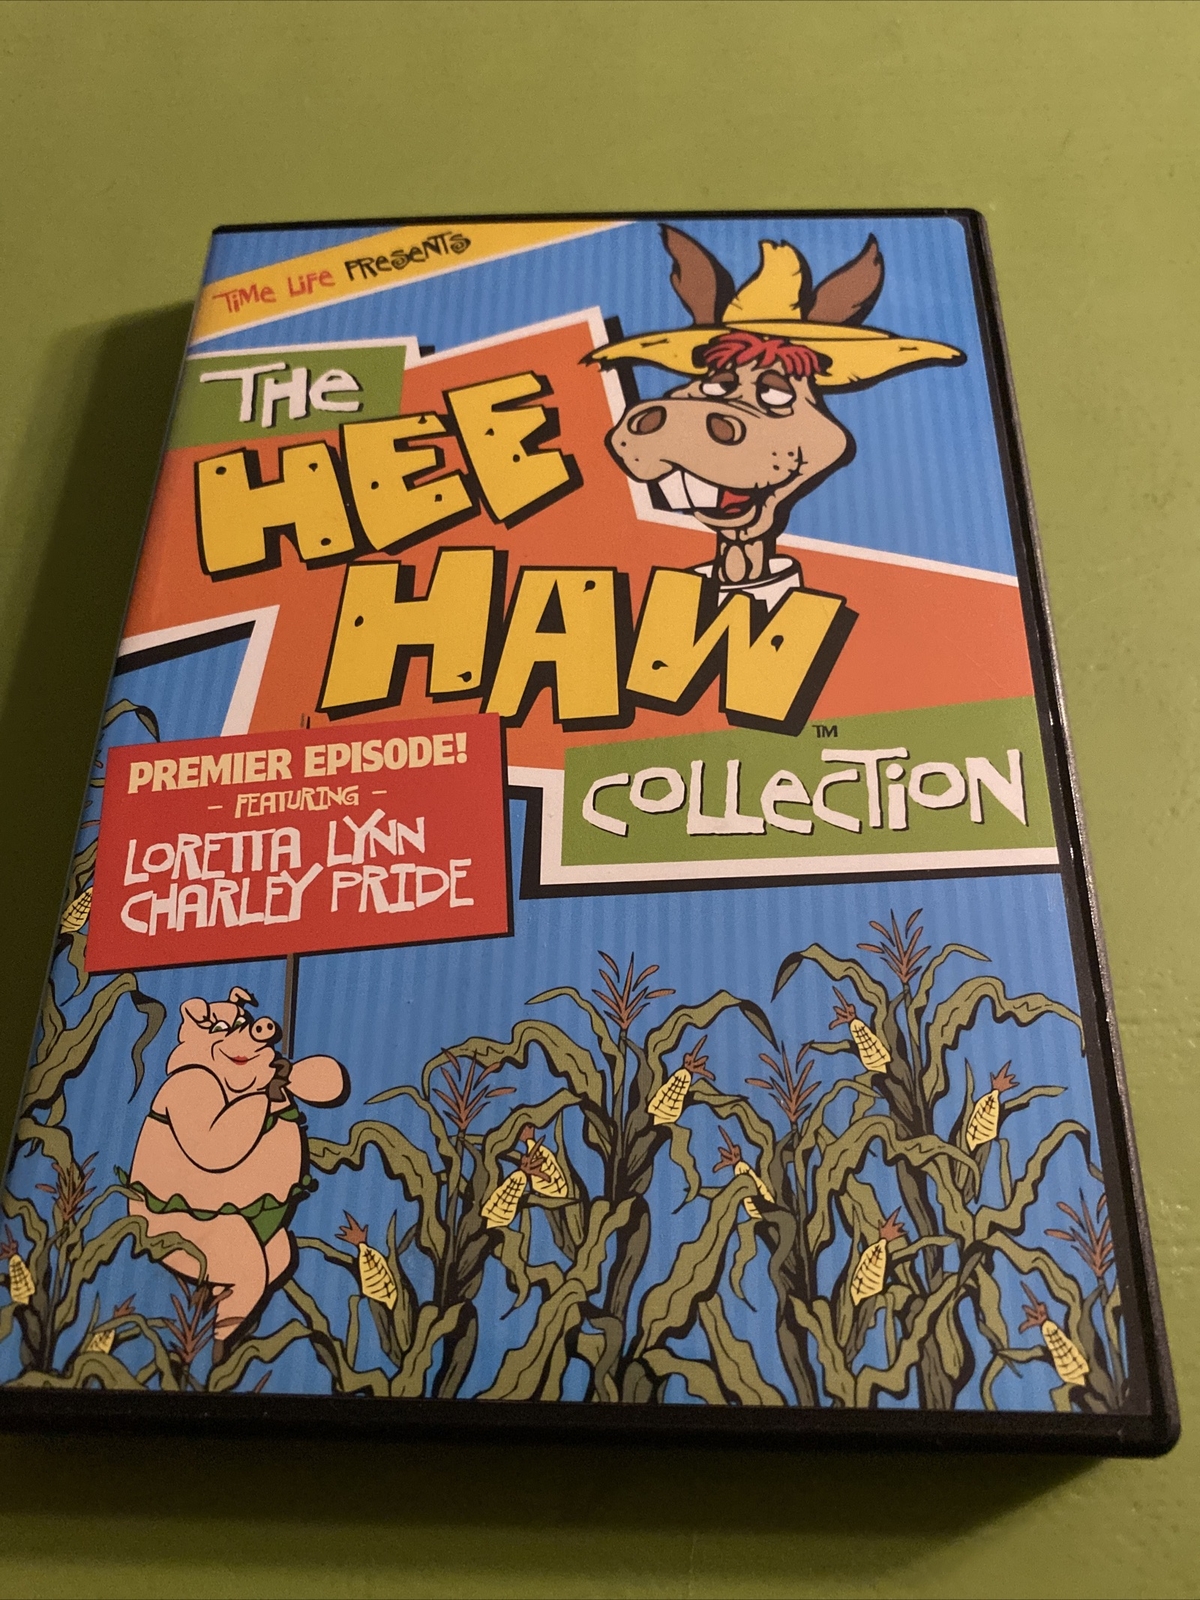 Time Life Presents
The
HEE
HAW
TM
Collection
PREMIER EPISODE!
- FEATURING -
LORETTA LYNN
CHARLEY PRIDE